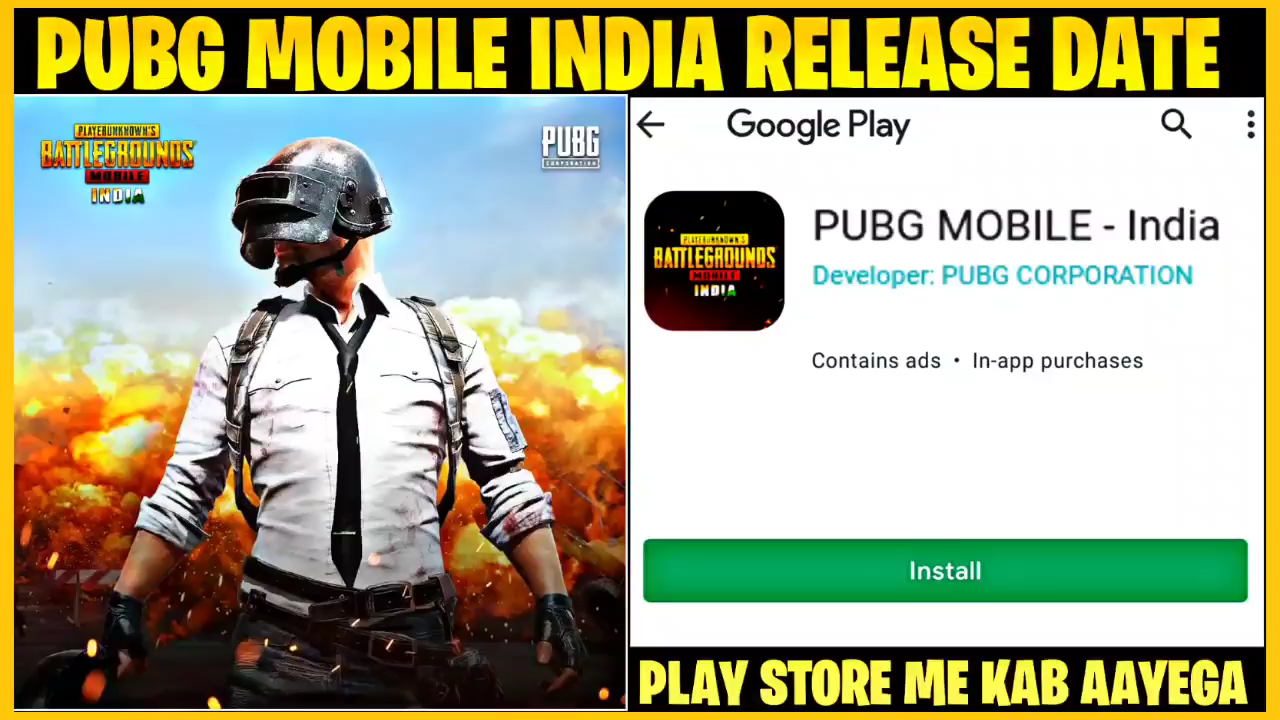 PUBG MOBILE INDIA RELEASE DATE
PLAYERUNKNOWN'S
BATTLEGROUNDS
MOBILE
INDIA
PUBG
CORPORATION
Google Play
PLAYERUNKNOWN'S
BATTLEGROUNDS
MOBILE
INDIA
PUBG MOBILE - India
Developer: PUBG CORPORATION
Contains ads • In-app purchases
Install
PLAY STORE ME KAB AAYEGA